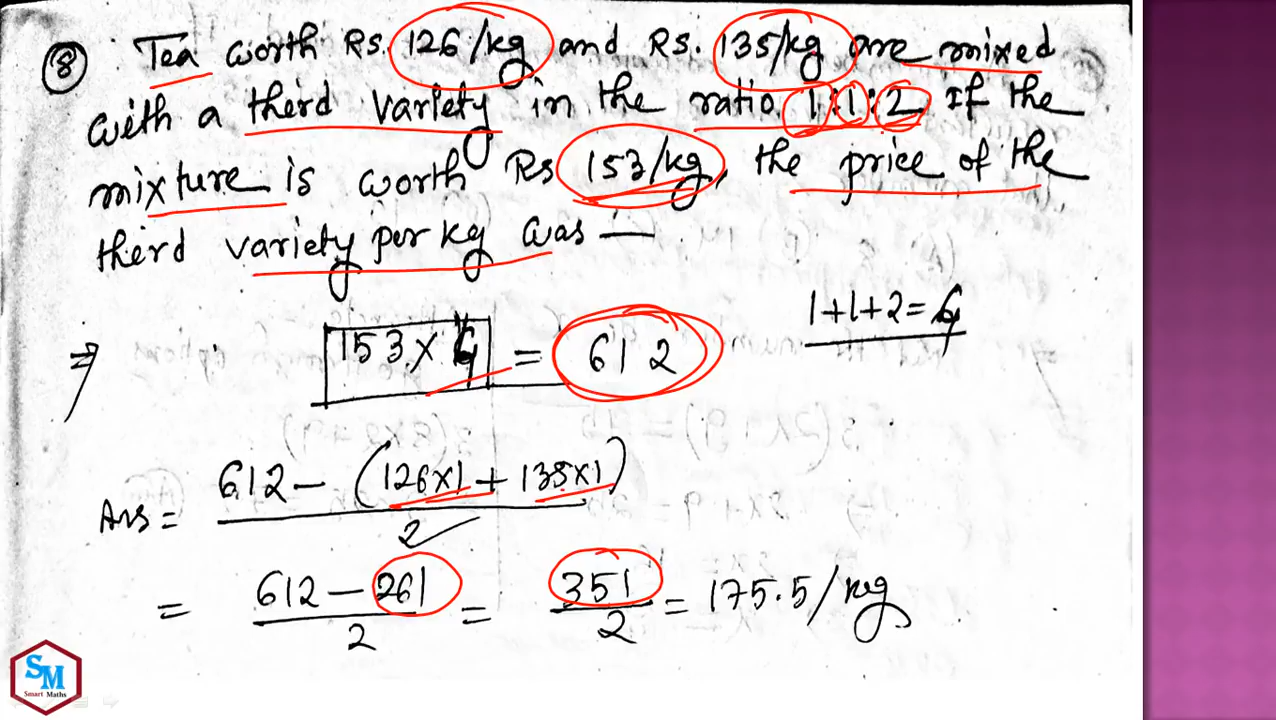 ⑧ Tea worth Rs. 126/kg and Rs. 135/kg are mixed
with a third variety in the ratio 1:1:2 If the
mixture is worth Rs 153/kg, the price of the
third variety per kg was —
1+1+2=4
⇒ 153 × 4 = 612
Ans = 612 - (126×1 + 135×1) / 2
= 612 - 261 / 2 = 351 / 2 = 175.5/kg
SM
Smart Maths